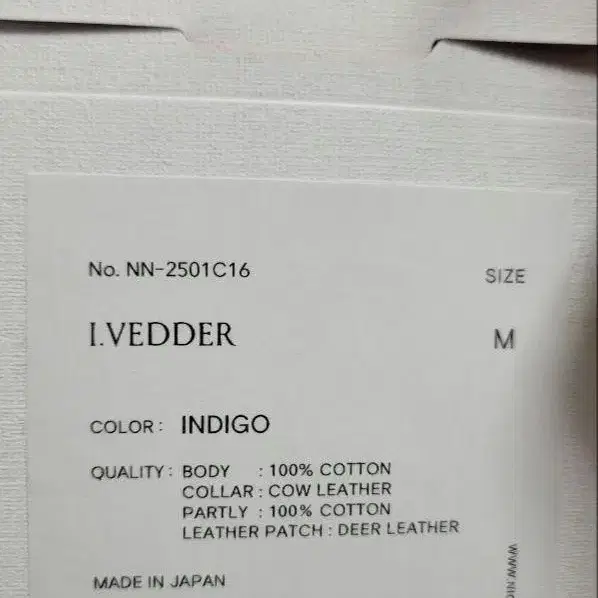 No. NN-2501C16
SIZE
I.VEDDER
M
COLOR: INDIGO
QUALITY: BODY : 100% COTTON
COLLAR : COW LEATHER
PARTLY : 100% COTTON
LEATHER PATCH : DEER LEATHER
MADE IN JAPAN